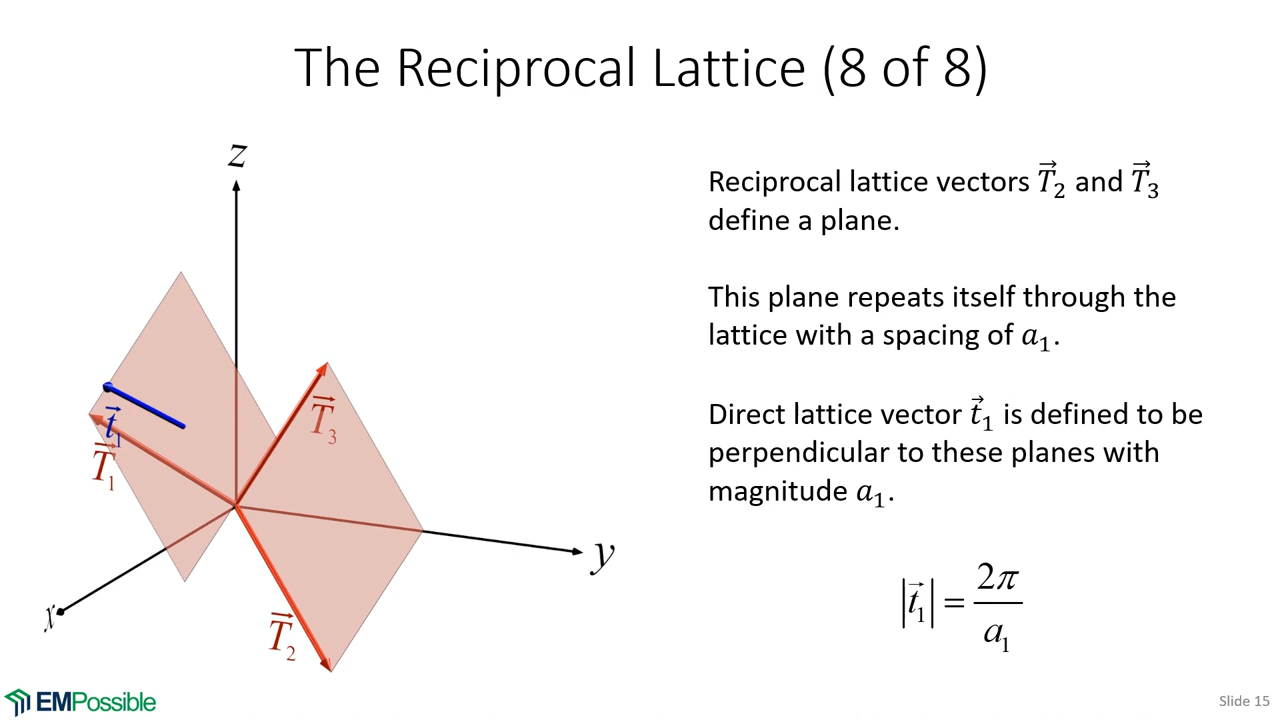 The Reciprocal Lattice (8 of 8)
z
Reciprocal lattice vectors T⃗₂ and T⃗₃
define a plane.
This plane repeats itself through the
lattice with a spacing of a₁.
Direct lattice vector t⃗₁ is defined to be
perpendicular to these planes with
magnitude a₁.
|t⃗₁| = 2π/a₁
t⃗₁
T⃗₁
T⃗₃
y
x
T⃗₂
EMPossible
Slide 15